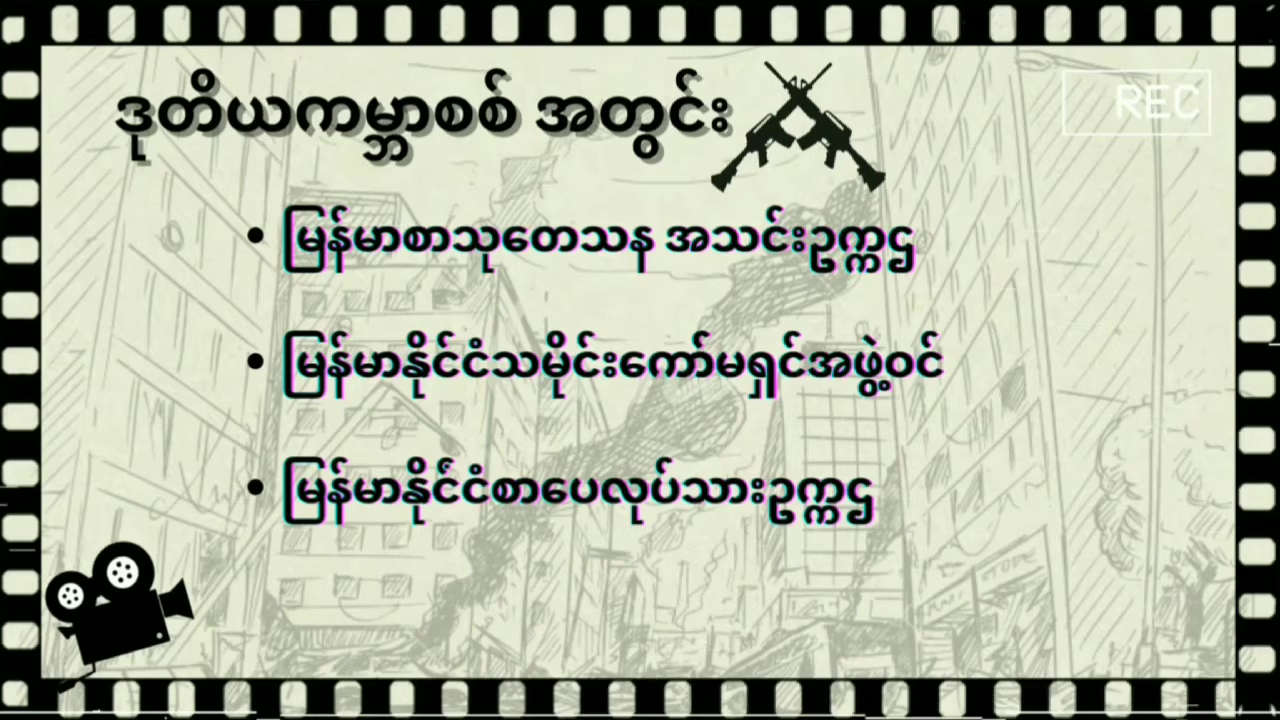 ဒုတိယကမ္ဘာစစ် အတွင်း
REC
• မြန်မာစာသုတေသန အသင်းဥက္ကဌ
• မြန်မာနိုင်ငံသမိုင်းကော်မရှင်အဖွဲ့ဝင်
• မြန်မာနိုင်ငံစာပေလုပ်သားဥက္ကဌ